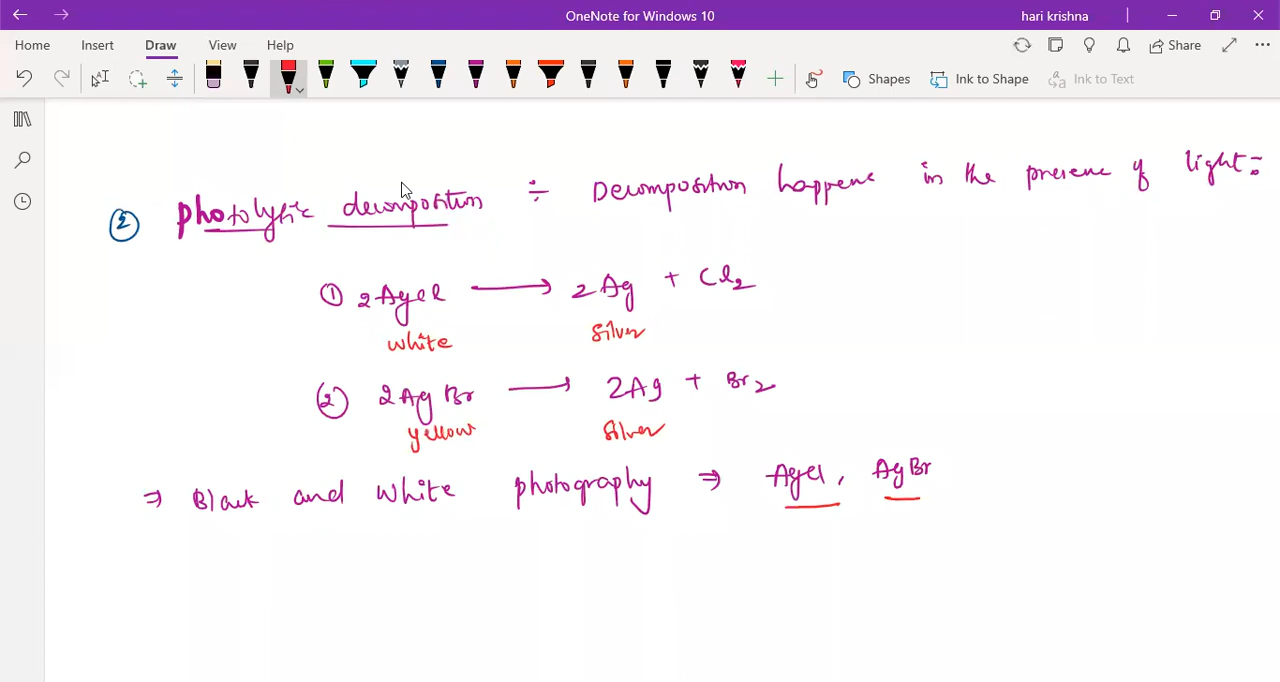 OneNote for Windows 10
hari krishna
Home Insert Draw View Help
Share
Shapes Ink to Shape Ink to Text
② photolytic decomposition ÷ Decomposition happens in the presence of light:
① 2AgCl ⟶ 2Ag + Cl₂
white silver
② 2AgBr ⟶ 2Ag + Br₂
yellow silver
⇒ Black and white photography ⇒ AgCl, AgBr